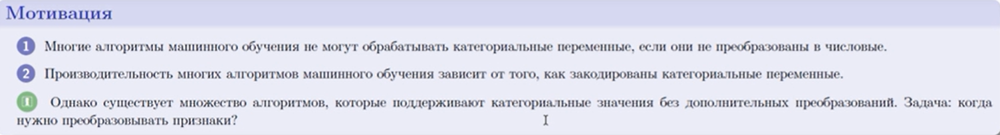 Мотивация
1 Многие алгоритмы машинного обучения не могут обрабатывать категориальные переменные, если они не преобразованы в числовые.
2 Производительность многих алгоритмов машинного обучения зависит от того, как закодированы категориальные переменные.
1 Однако существует множество алгоритмов, которые поддерживают категориальные значения без дополнительных преобразований. Задача: когда
нужно преобразовывать признаки?